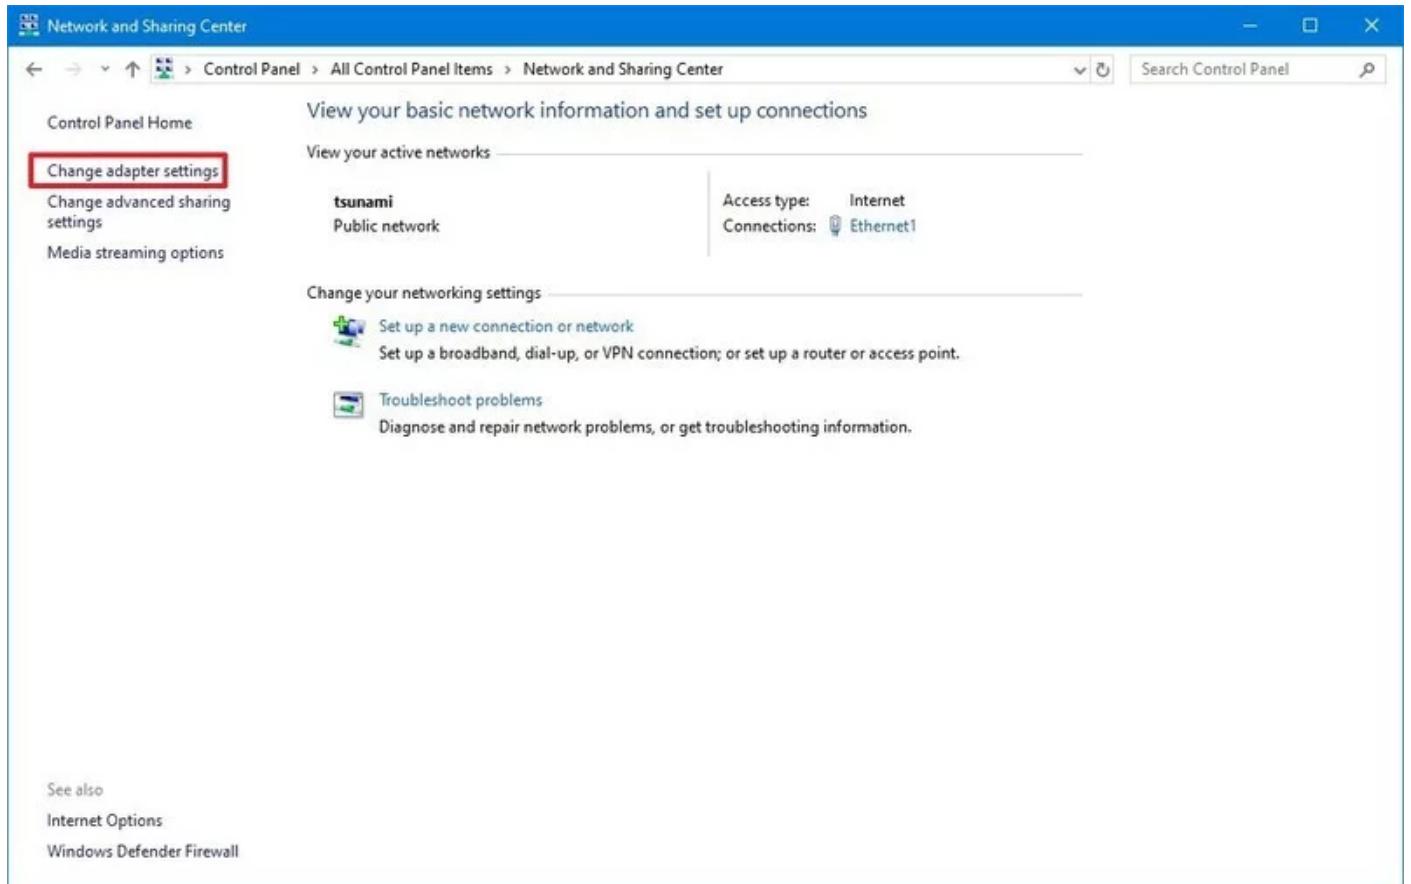 Network and Sharing Center
Control Panel > All Control Panel Items > Network and Sharing Center
Search Control Panel
Control Panel Home
Change adapter settings
Change advanced sharing
settings
Media streaming options
View your basic network information and set up connections
View your active networks
tsunami
Public network
Access type: Internet
Connections: Ethernet1
Change your networking settings
Set up a new connection or network
Set up a broadband, dial-up, or VPN connection; or set up a router or access point.
Troubleshoot problems
Diagnose and repair network problems, or get troubleshooting information.
See also
Internet Options
Windows Defender Firewall